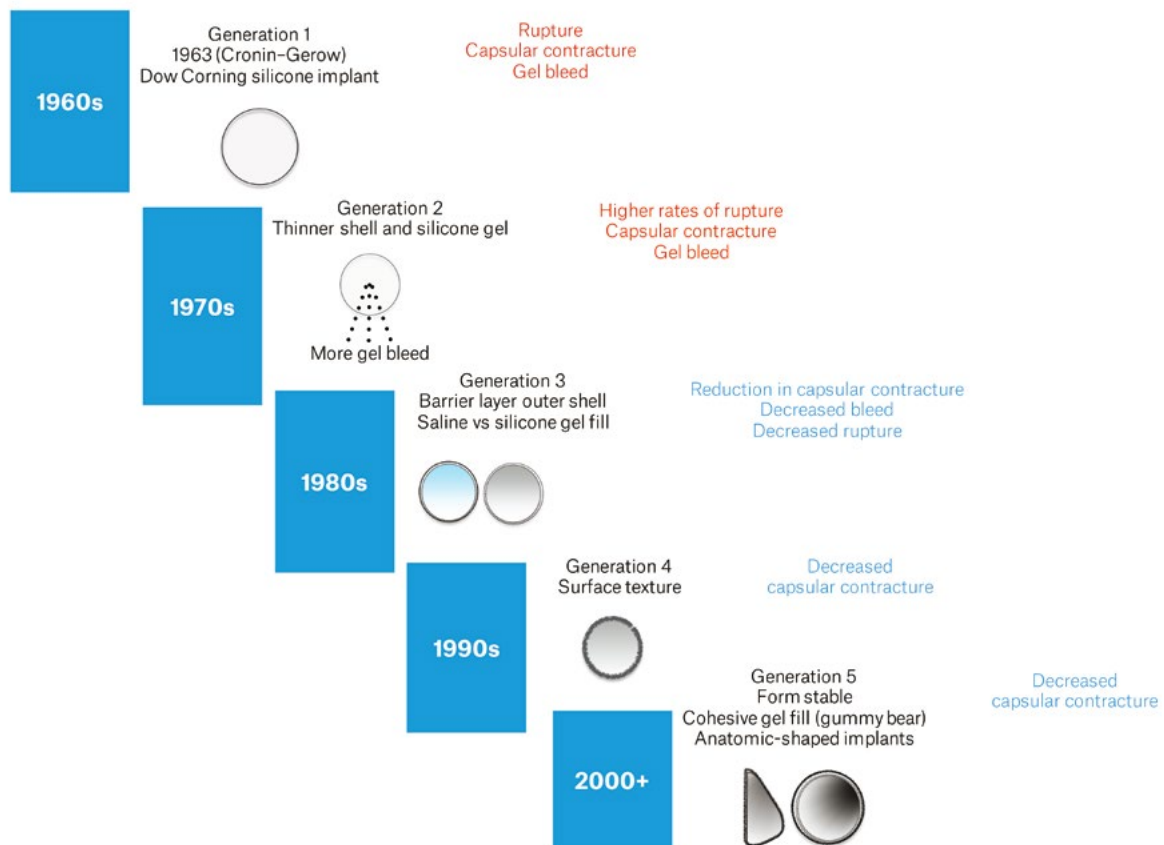 1960s
Generation 1
1963 (Cronin–Gerow)
Dow Corning silicone implant
Rupture
Capsular contracture
Gel bleed
1970s
Generation 2
Thinner shell and silicone gel
More gel bleed
Higher rates of rupture
Capsular contracture
Gel bleed
1980s
Generation 3
Barrier layer outer shell
Saline vs silicone gel fill
Reduction in capsular contracture
Decreased bleed
Decreased rupture
1990s
Generation 4
Surface texture
Decreased
capsular contracture
2000+
Generation 5
Form stable
Cohesive gel fill (gummy bear)
Anatomic-shaped implants
Decreased
capsular contracture